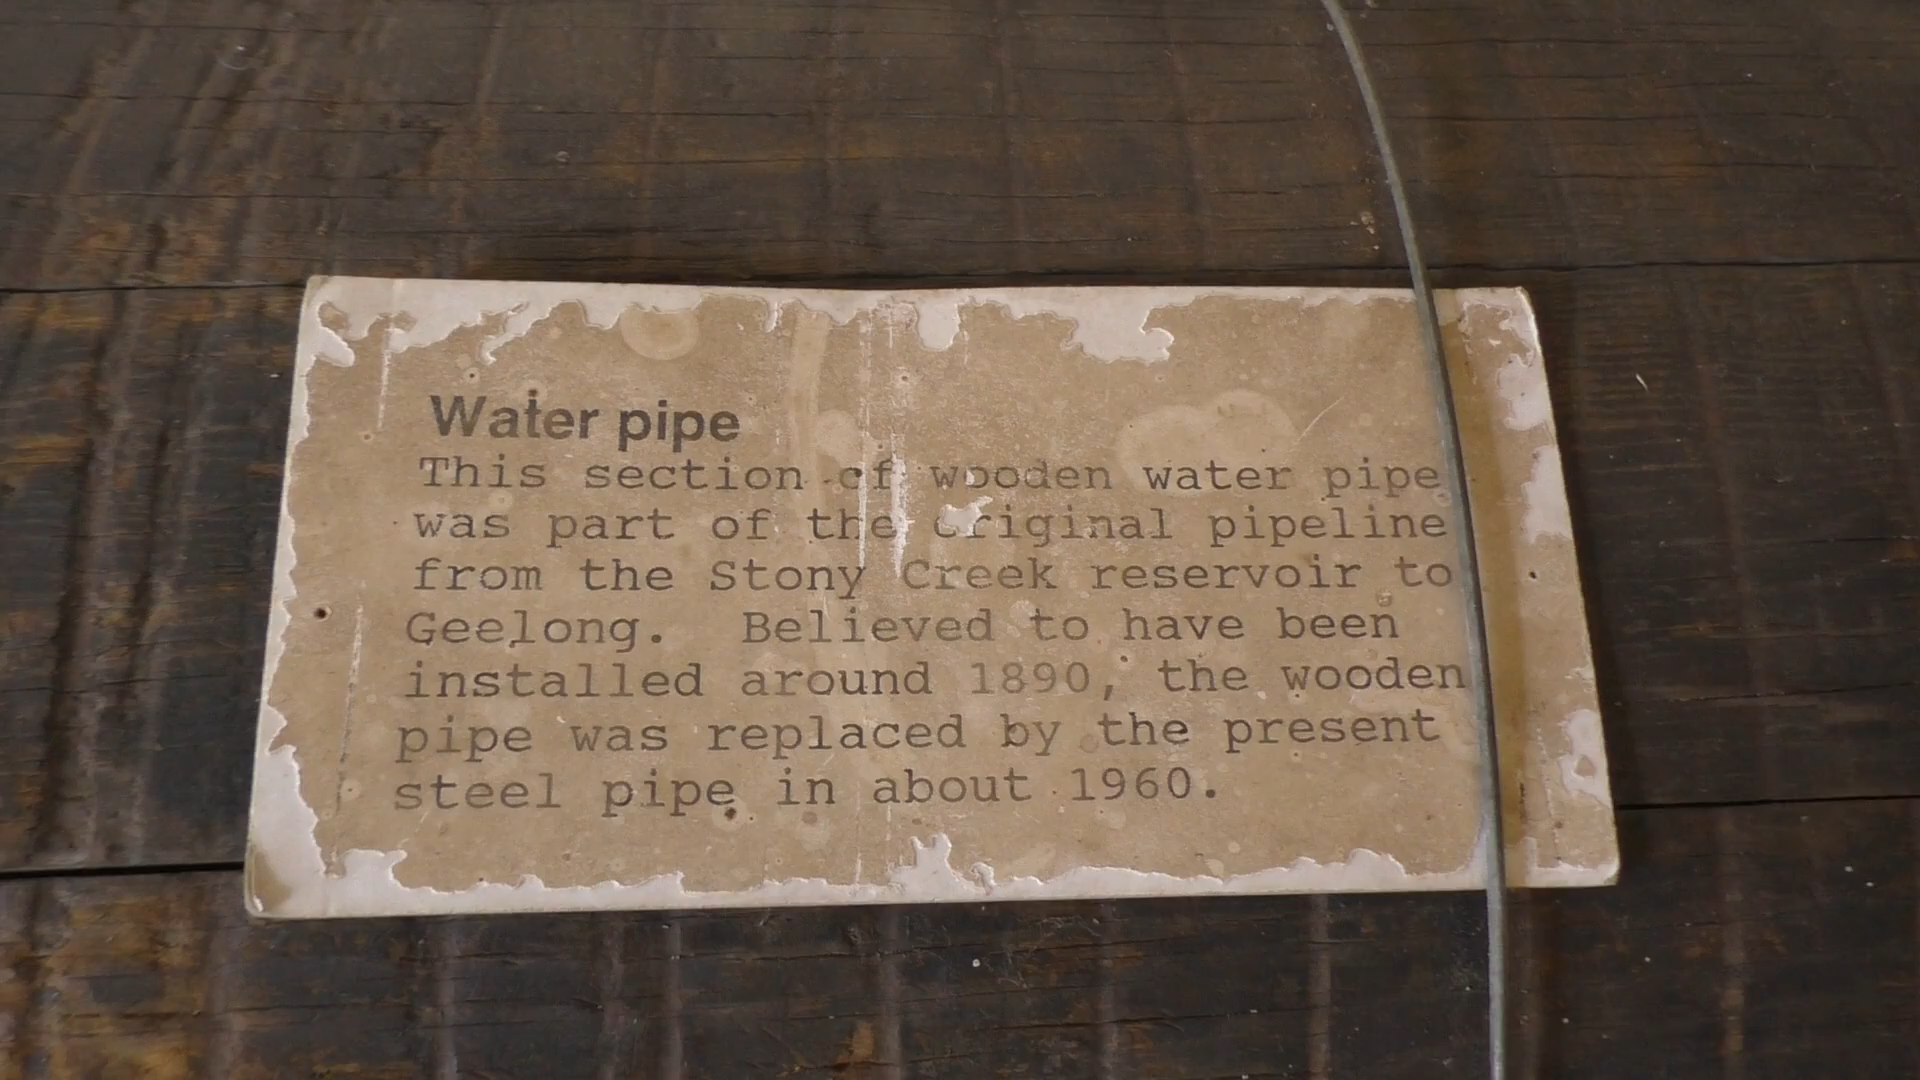 Water pipe
This section of wooden water pipe
was part of the original pipeline
from the Stony Creek reservoir to
Geelong.  Believed to have been
installed around 1890, the wooden
pipe was replaced by the present
steel pipe in about 1960.